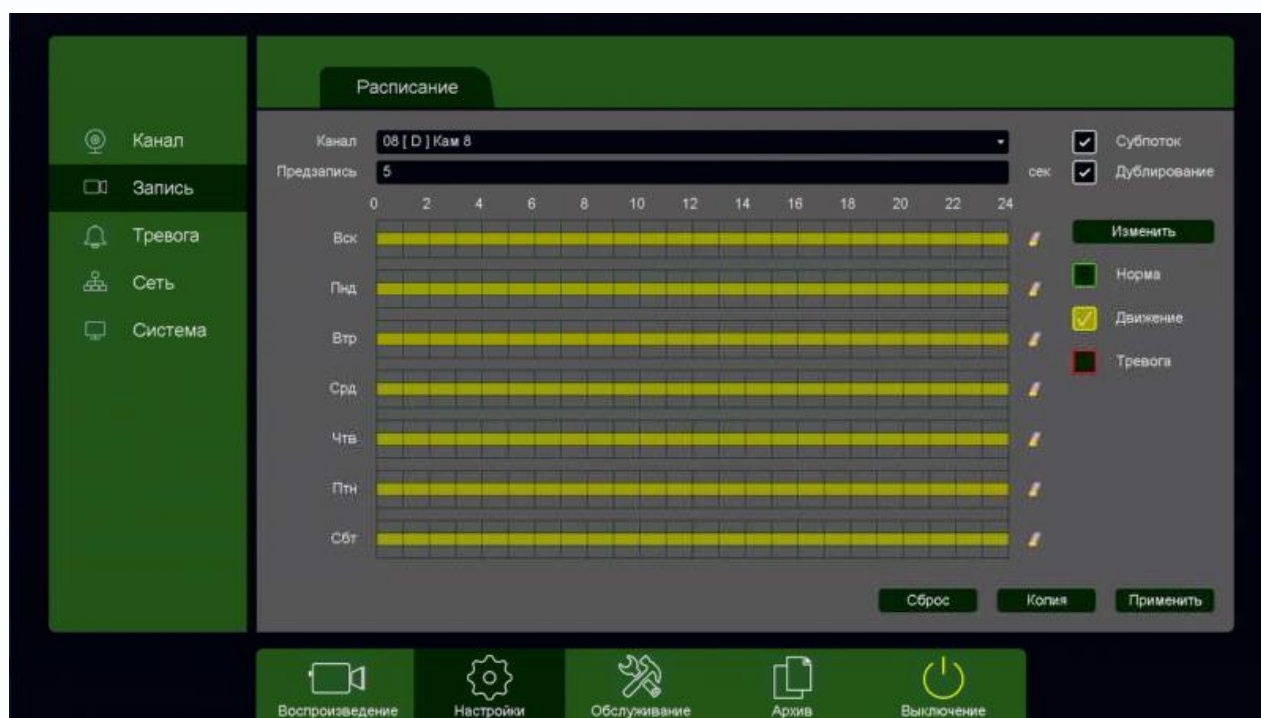 Расписание
Канал
Запись
Тревога
Сеть
Система
Канал 08 [ D ] Кам 8 Субпоток
Предзапись 5 сек Дублирование
0 2 4 6 8 10 12 14 16 18 20 22 24
Вск Изменить
Пнд Норма
Втр Движение
Срд Тревога
Чтв
Птн
Сбт
Сброс Копия Применить
Воспроизведение Настройки Обслуживание Архив Выключение